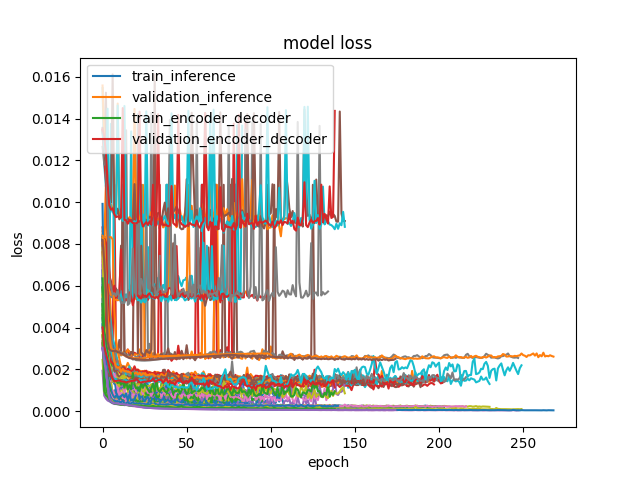 model loss
train_inference
validation_inference
train_encoder_decoder
validation_encoder_decoder
0.016
0.014
0.012
0.010
0.008
0.006
0.004
0.002
0.000
loss
0 50 100 150 200 250
epoch